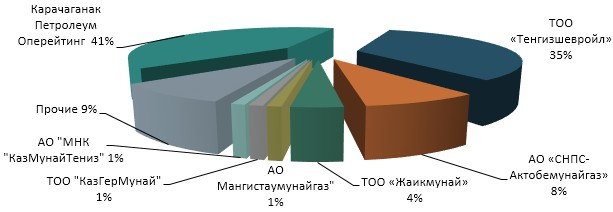 Карачаганак
Петролеум
Оперейтинг 41%
ТОО
«Тенгизшевройл»
35%
Прочие 9%
АО "МНК
"КазМунайТениз" 1%
ТОО "КазГерМунай"
1%
АО
Мангистаумунайгаз"
1%
ТОО «Жаикмунай»
4%
АО «СНПС-
Актобемунайгаз»
8%